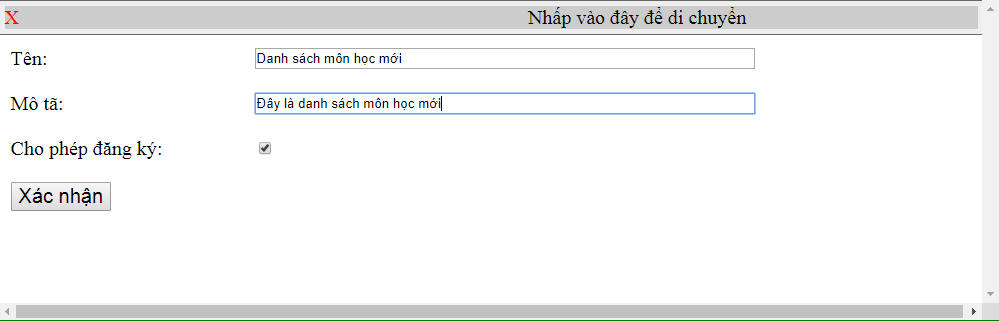 X Nhấp vào đây để di chuyển
Tên: Danh sách môn học mới
Mô tã: Đây là danh sách môn học mới
Cho phép đăng ký:
Xác nhận